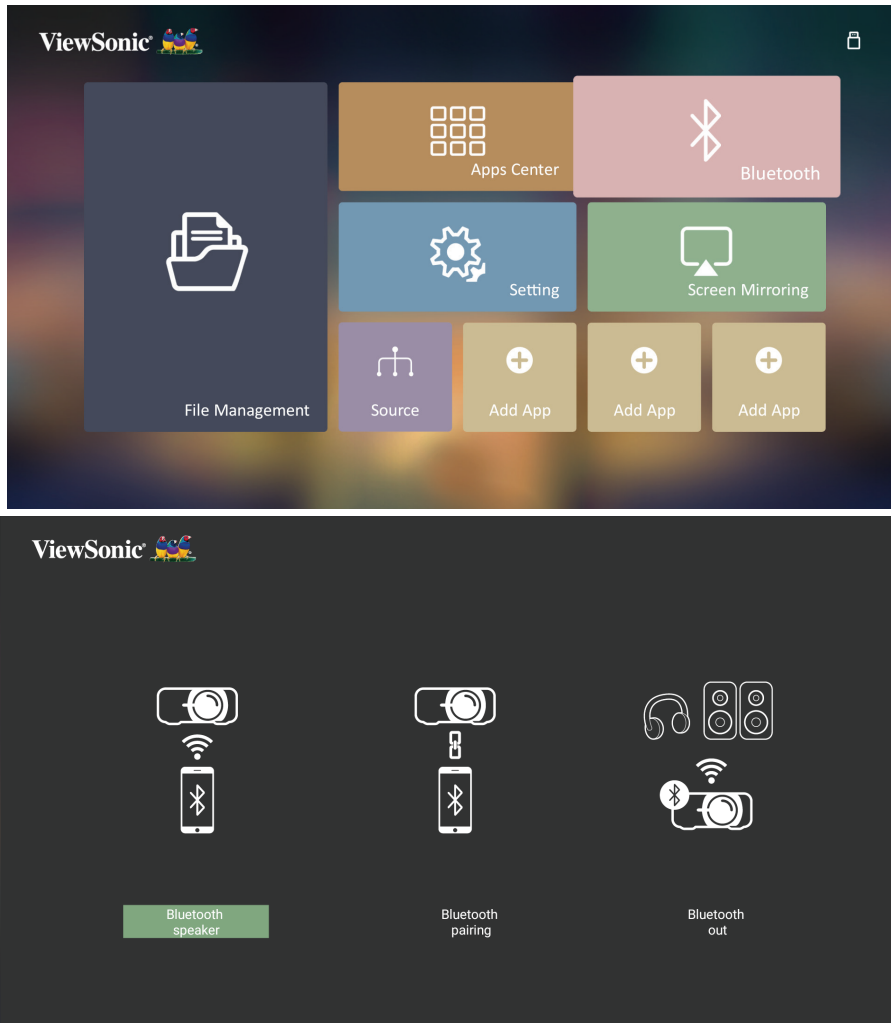 ViewSonic®
Apps Center
Bluetooth
Setting
Screen Mirroring
File Management
Source
Add App
Add App
Add App
ViewSonic®
Bluetooth
speaker
Bluetooth
pairing
Bluetooth
out